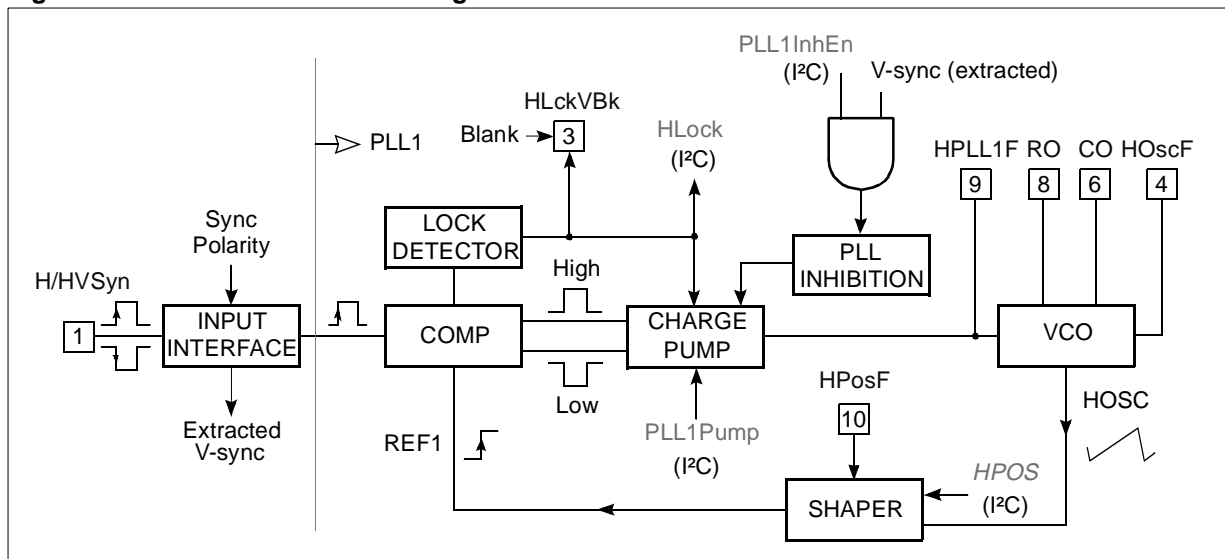 PLL1InhEn
(I²C)
V-sync (extracted)
HLckVBk
Blank
3
HLock
(I²C)
PLL1
HPLL1F
RO
CO
HOscF
9
8
6
4
Sync
Polarity
LOCK
DETECTOR
PLL
INHIBITION
H/HVSyn
High
1
INPUT
INTERFACE
COMP
CHARGE
PUMP
VCO
Low
HPosF
HOSC
Extracted
V-sync
REF1
PLL1Pump
(I²C)
10
HPOS
(I²C)
SHAPER